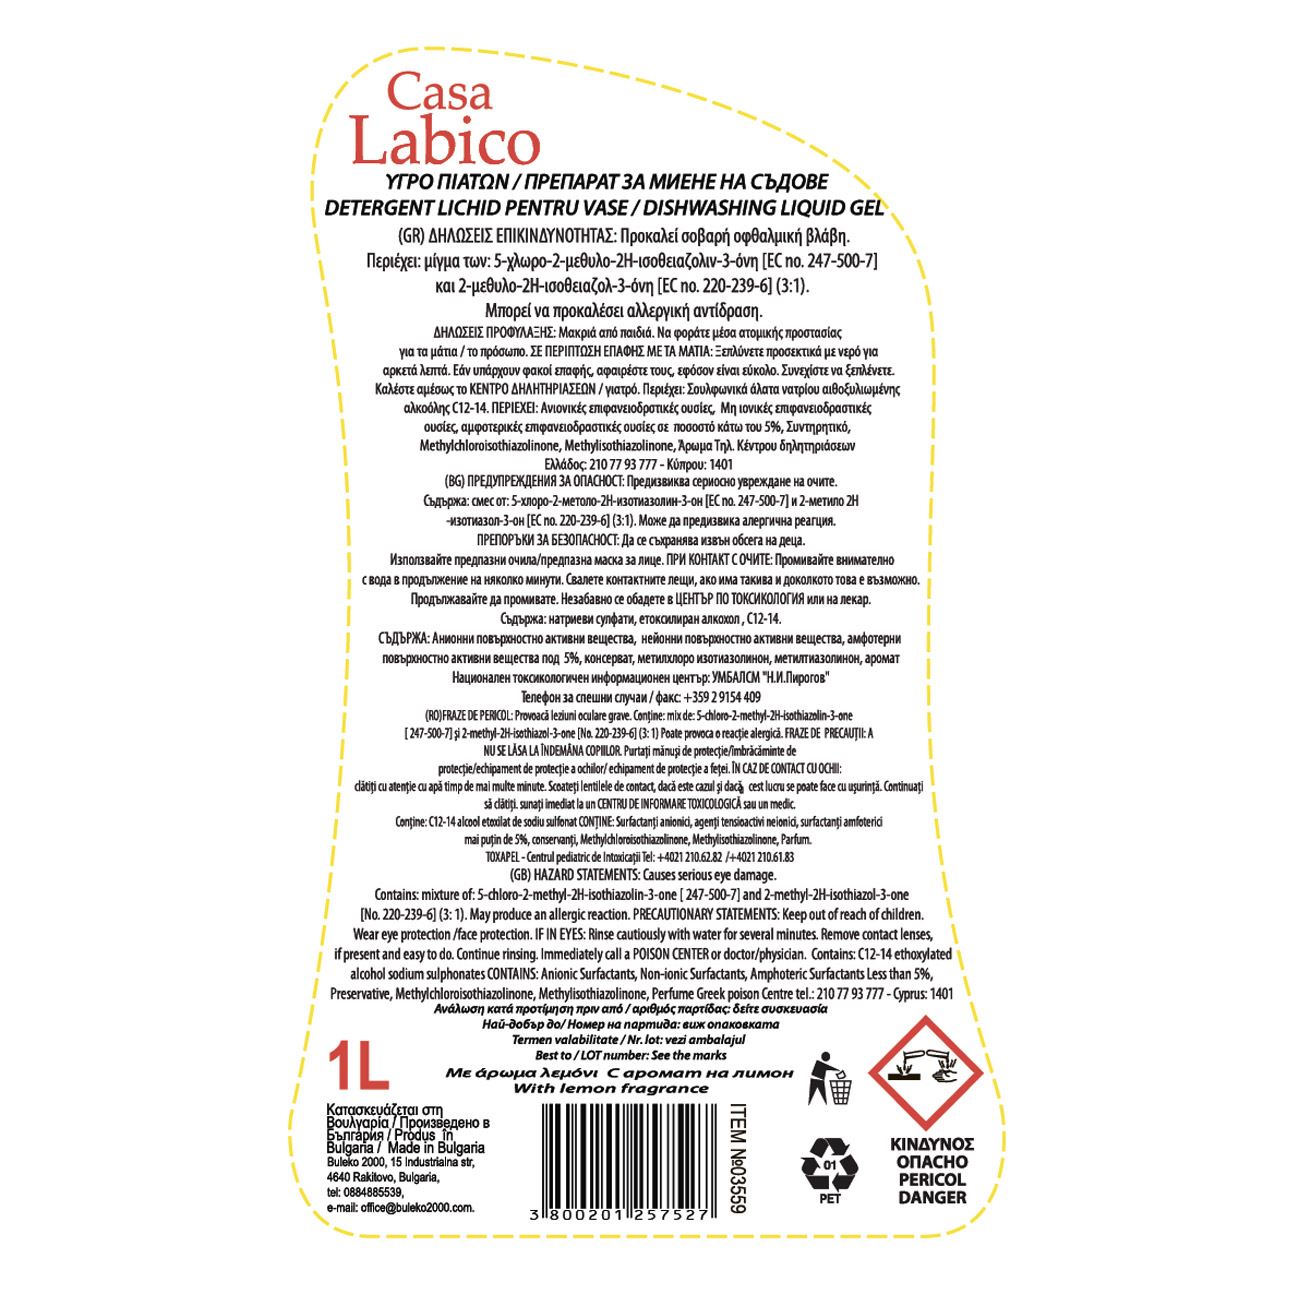 Casa
Labico
ΥΓΡΟ ΠΙΑΤΩΝ / ПРЕПАРАТ ЗА МИЕНЕ НА СЪДОВЕ
DETERGENT LICHID PENTRU VASE / DISHWASHING LIQUID GEL
(GR) ΔΗΛΩΣΕΙΣ ΕΠΙΚΙΝΔΥΝΟΤΗΤΑΣ: Προκαλεί σοβαρή οφθαλμική βλάβη.
Περιέχει: μίγμα των: 5-χλωρο-2-μεθυλο-2H-ισοθειαζολιν-3-όνη [EC no. 247-500-7]
και 2-μεθυλο-2H-ισοθειαζολ-3-όνη [EC no. 220-239-6] (3:1).
Μπορεί να προκαλέσει αλλεργική αντίδραση.
ΔΗΛΩΣΕΙΣ ΠΡΟΦΥΛΑΞΗΣ: Μακριά από παιδιά. Να φοράτε μέσα ατομικής προστασίας
για τα μάτια / το πρόσωπο. ΣΕ ΠΕΡΙΠΤΩΣΗ ΕΠΑΦΗΣ ΜΕ ΤΑ ΜΑΤΙΑ: Ξεπλύνετε προσεκτικά με νερό για
αρκετά λεπτά. Εάν υπάρχουν φακοί επαφής, αφαιρέστε τους, εφόσον είναι εύκολο. Συνεχίστε να ξεπλένετε.
Καλέστε αμέσως το ΚΕΝΤΡΟ ΔΗΛΗΤΗΡΙΑΣΕΩΝ / γιατρό. Περιέχει: Σουλφωνικά άλατα νατρίου αιθοξυλιωμένης
αλκοόλης C12-14. ΠΕΡΙΕΧΕΙ: Ανιονικές επιφανειοδρστικές ουσίες, Μη ιονικές επιφανειοδραστικές
ουσίες, αμφοτερικές επιφανειοδραστικές ουσίες σε ποσοστό κάτω του 5%, Συντηρητικό,
Methylchloroisothiazolinone, Methylisothiazolinone, Άρωμα Τηλ. Κέντρου δηλητηριάσεων
Ελλάδος: 210 77 93 777 - Κύπρου: 1401
(BG) ПРЕДУПРЕЖДЕНИЯ ЗА ОПАСНОСТ: Предизвиква сериозно увреждане на очите.
Съдържа: смес от: 5-хлоро-2-метоло-2H-изотиазолин-3-он [EC no. 247-500-7] и 2-метило 2H
-изотиазол-3-он [EC no. 220-239-6] (3:1). Може да предизвика алергична реагция.
ПРЕПОРЪКИ ЗА БЕЗОПАСНОСТ: Да се съхранява извън обсега на деца.
Използвайте предпазни очила/предпазна маска за лице. ПРИ КОНТАКТ С ОЧИТЕ: Промивайте внимателно
с вода в продължение на няколко минути. Свалете контактните лещи, ако има такива и доколкото това е възможно.
Продължавайте да промивате. Незабавно се обадете в ЦЕНТЪР ПО ТОКСИКОЛОГИЯ или на лекар.
Съдържа: натриеви сулфати, етоксилиран алкохол , C12-14.
СЪДЪРЖА: Анионни повърхностно активни вещества, нейонни повърхностно активни вещества, амфотерни
повърхностно активни вещества под 5%, консерват, метилхлоро изотиазолинон, метилтиазолинон, аромат
Национален токсикологичен информационен център: УМБАЛСМ "Н.И.Пирогов"
Телефон за спешни случаи / факс: +359 2 9154 409
(RO)FRAZE DE PERICOL: Provoacă leziuni oculare grave. Conține: mix de: 5-chloro-2-methyl-2H-isothiazolin-3-one
[ 247-500-7] și 2-methyl-2H-isothiazol-3-one [No. 220-239-6] (3: 1) Poate provoca o reacție alergică. FRAZE DE PRECAUȚII: A
NU SE LĂSA LA ÎNDEMÂNA COPIILOR. Purtați mănuși de protecție/îmbrăcăminte de
protecție/echipament de protecție a ochilor/ echipament de protecție a feței. ÎN CAZ DE CONTACT CU OCHII:
clătiți cu atenție cu apă timp de mai multe minute. Scoateți lentilele de contact, dacă este cazul și dacă, cest lucru se poate face cu ușurință. Continuați
să clătiți. sunați imediat la un CENTRU DE INFORMARE TOXICOLOGICĂ sau un medic.
Conține: C12-14 alcool etoxilat de sodiu sulfonat CONȚINE: Surfactanți anionici, agenți tensioactivi neionici, surfactanți amfoterici
mai puțin de 5%, conservanți, Methylchloroisothiazolinone, Methylisothiazolinone, Parfum.
TOXAPEL - Centrul pediatric de Intoxicații Tel: +4021 210.62.82 /+4021 210.61.83
(GB) HAZARD STATEMENTS: Causes serious eye damage.
Contains: mixture of: 5-chloro-2-methyl-2H-isothiazolin-3-one [ 247-500-7] and 2-methyl-2H-isothiazol-3-one
[No. 220-239-6] (3: 1). May produce an allergic reaction. PRECAUTIONARY STATEMENTS: Keep out of reach of children.
Wear eye protection /face protection. IF IN EYES: Rinse cautiously with water for several minutes. Remove contact lenses,
if present and easy to do. Continue rinsing. Immediately call a POISON CENTER or doctor/physician. Contains: C12-14 ethoxylated
alcohol sodium sulphonates CONTAINS: Anionic Surfactants, Non-ionic Surfactants, Amphoteric Surfactants Less than 5%,
Preservative, Methylchloroisothiazolinone, Methylisothiazolinone, Perfume Greek poison Centre tel.: 210 77 93 777 - Cyprus: 1401
Ανάλωση κατά προτίμηση πριν από / αριθμός παρτίδας: δείτε συσκευασία
Най-добър до/ Номер на партида: виж опаковката
Termen valabilitate / Nr. lot: vezi ambalajul
Best to / LOT number: See the marks
Με άρωμα λεμόνι С аромат на лимон
With lemon fragrance
1L
Κατασκευάζεται στη
Βουλγαρία / Произведено в
България / Produs în
Bulgaria / Made in Bulgaria
Buleko 2000, 15 Industrialna str,
4640 Rakitovo, Bulgaria,
tel: 0884885539,
e-mail: office@buleko2000.com.
3 800201 257527
ITEM №03559
01
PET
ΚΙΝΔΥΝΟΣ
ОПАСНО
PERICOL
DANGER